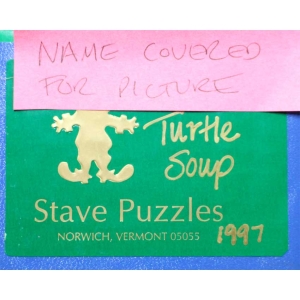 NAME COVERED
FOR PICTURE
Turtle
Soup
Stave Puzzles
NORWICH, VERMONT 05055
1997